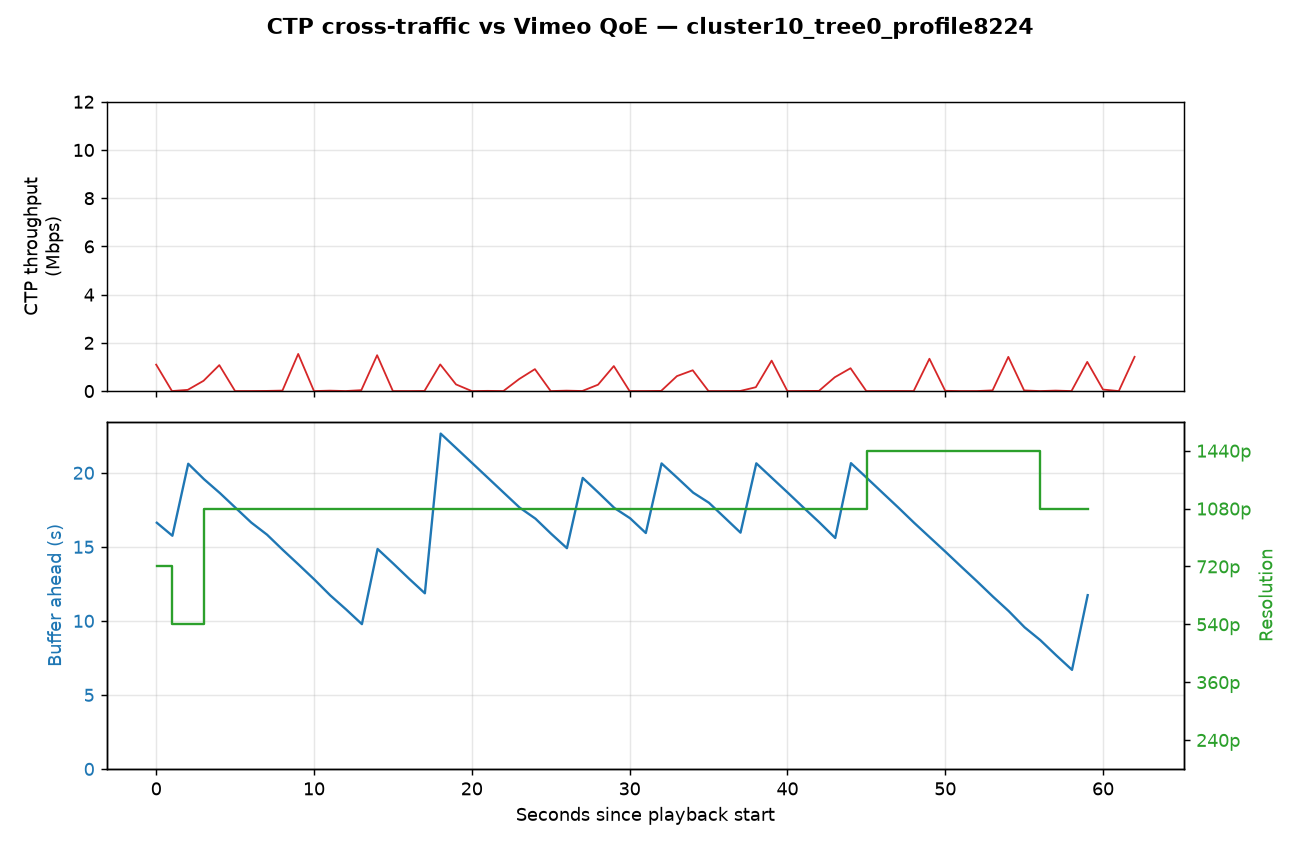 CTP cross-traffic vs Vimeo QoE — cluster10_tree0_profile8224
CTP throughput
(Mbps)
12
10
8
6
4
2
0
Buffer ahead (s)
20
15
10
5
0
1440p
1080p
720p
540p
360p
240p
Resolution
0 10 20 30 40 50 60
Seconds since playback start